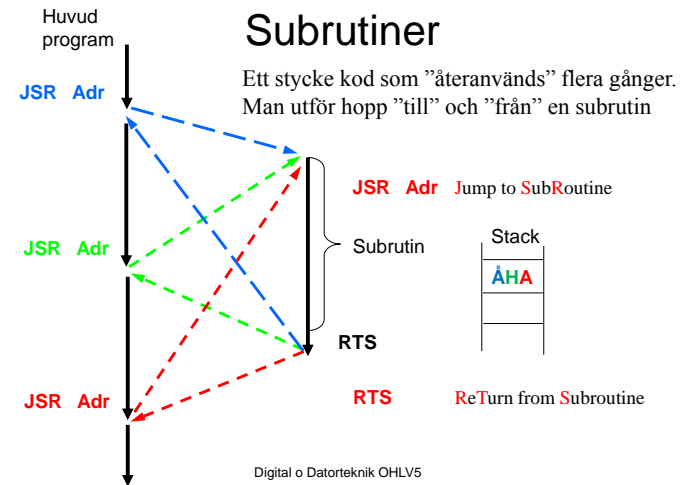 Huvud
program
Subrutiner
Ett stycke kod som ”återanvänds” flera gånger.
Man utför hopp ”till” och ”från” en subrutin
JSR Adr
JSR Adr Jump to SubRoutine
JSR Adr
Subrutin
Stack
ÅHA
RTS
JSR Adr
RTS ReTurn from Subroutine
Digital o Datorteknik OHLV5